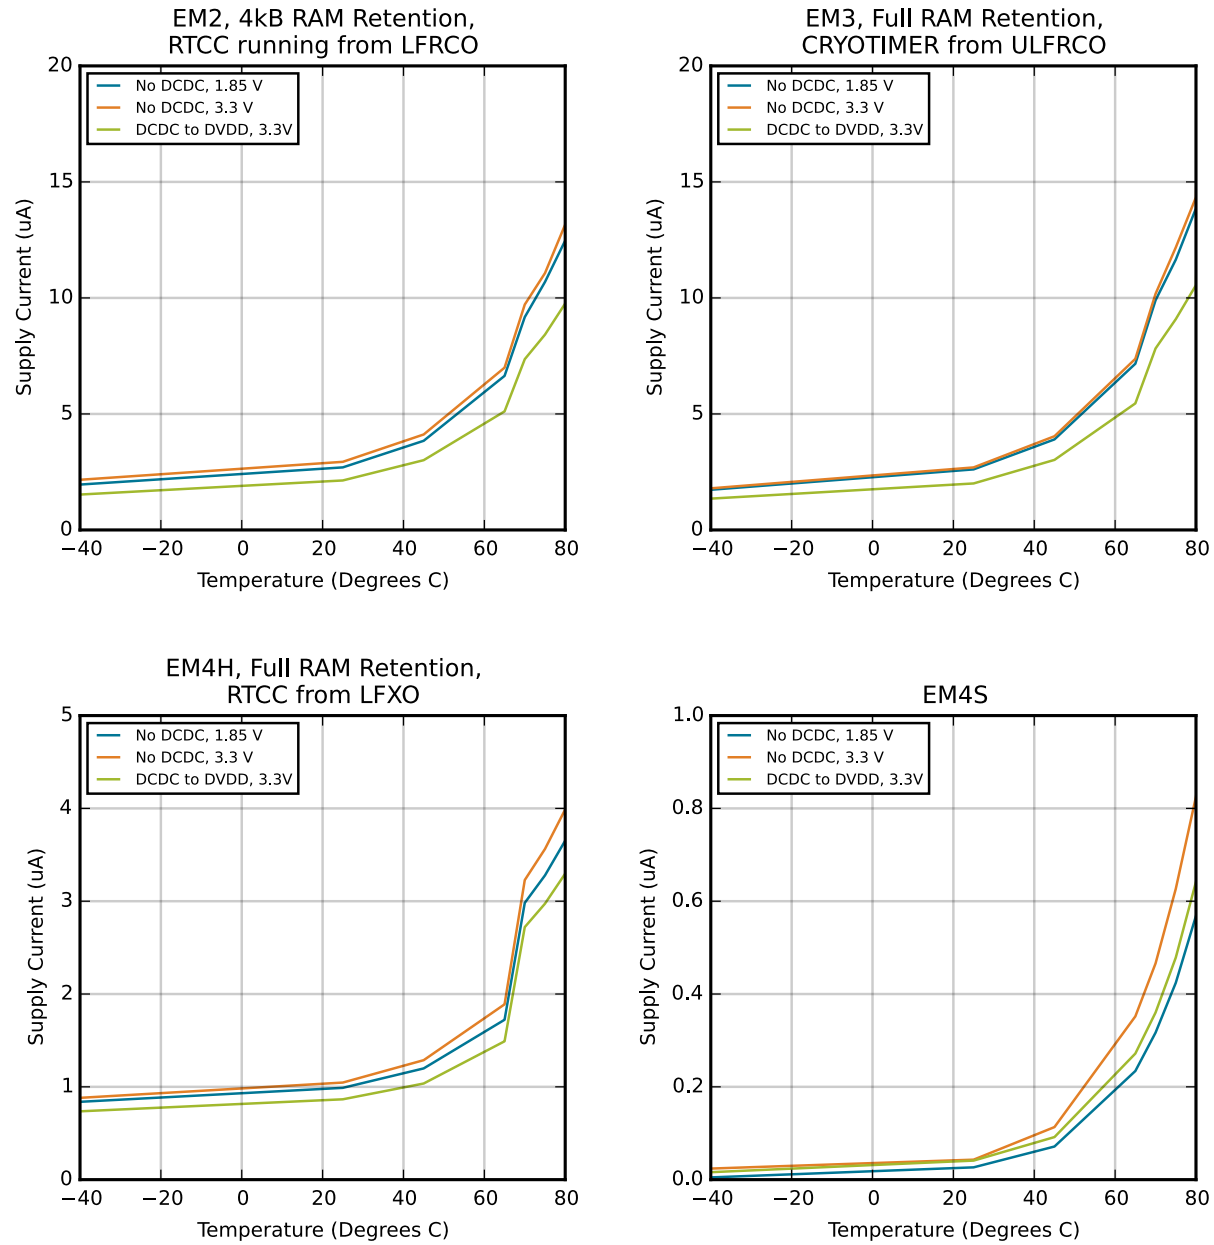 EM2, 4kB RAM Retention,
RTCC running from LFRCO
20
15
10
5
0
Supply Current (uA)
No DCDC, 1.85 V
No DCDC, 3.3 V
DCDC to DVDD, 3.3V
−40 −20 0 20 40 60 80
Temperature (Degrees C)
EM3, Full RAM Retention,
CRYOTIMER from ULFRCO
20
15
10
5
0
Supply Current (uA)
No DCDC, 1.85 V
No DCDC, 3.3 V
DCDC to DVDD, 3.3V
−40 −20 0 20 40 60 80
Temperature (Degrees C)
EM4H, Full RAM Retention,
RTCC from LFXO
5
4
3
2
1
0
Supply Current (uA)
No DCDC, 1.85 V
No DCDC, 3.3 V
DCDC to DVDD, 3.3V
−40 −20 0 20 40 60 80
Temperature (Degrees C)
EM4S
1.0
0.8
0.6
0.4
0.2
0.0
Supply Current (uA)
No DCDC, 1.85 V
No DCDC, 3.3 V
DCDC to DVDD, 3.3V
−40 −20 0 20 40 60 80
Temperature (Degrees C)